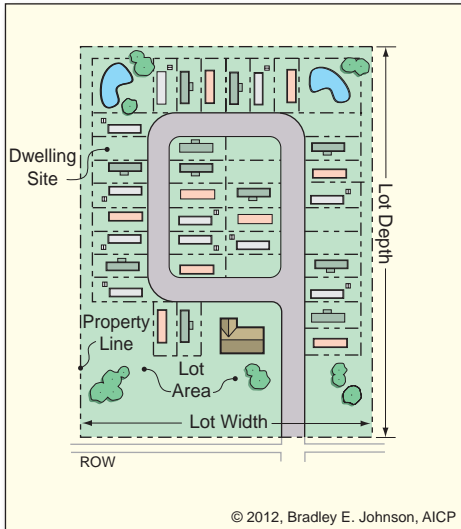 Dwelling
Site
Lot Depth
Property
Line
Lot
Area
Lot Width
ROW
© 2012, Bradley E. Johnson, AICP